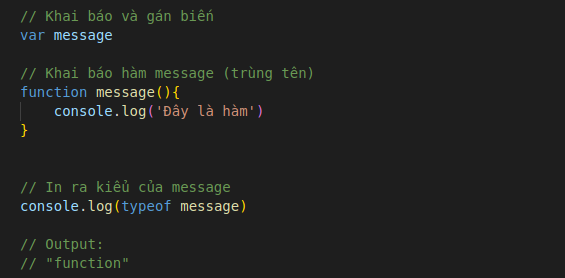 // Khai báo và gán biến
var message
// Khai báo hàm message (trùng tên)
function message(){
    console.log('Đây là hàm')
}
// In ra kiểu của message
console.log(typeof message)
// Output:
// "function"